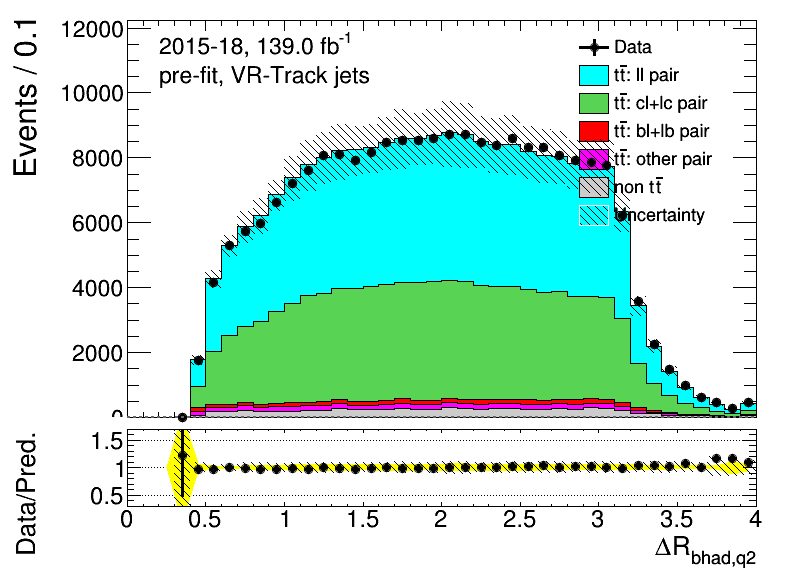 Events / 0.1
12000
10000
8000
6000
4000
2000
0
2015-18, 139.0 fb⁻¹
pre-fit, VR-Track jets
Data
tt̄: ll pair
tt̄: cl+lc pair
tt̄: bl+lb pair
tt̄: other pair
non tt̄
Uncertainty
Data/Pred.
1.5
1
0.5
0 0.5 1 1.5 2 2.5 3 3.5 4
ΔR_bhad,q2